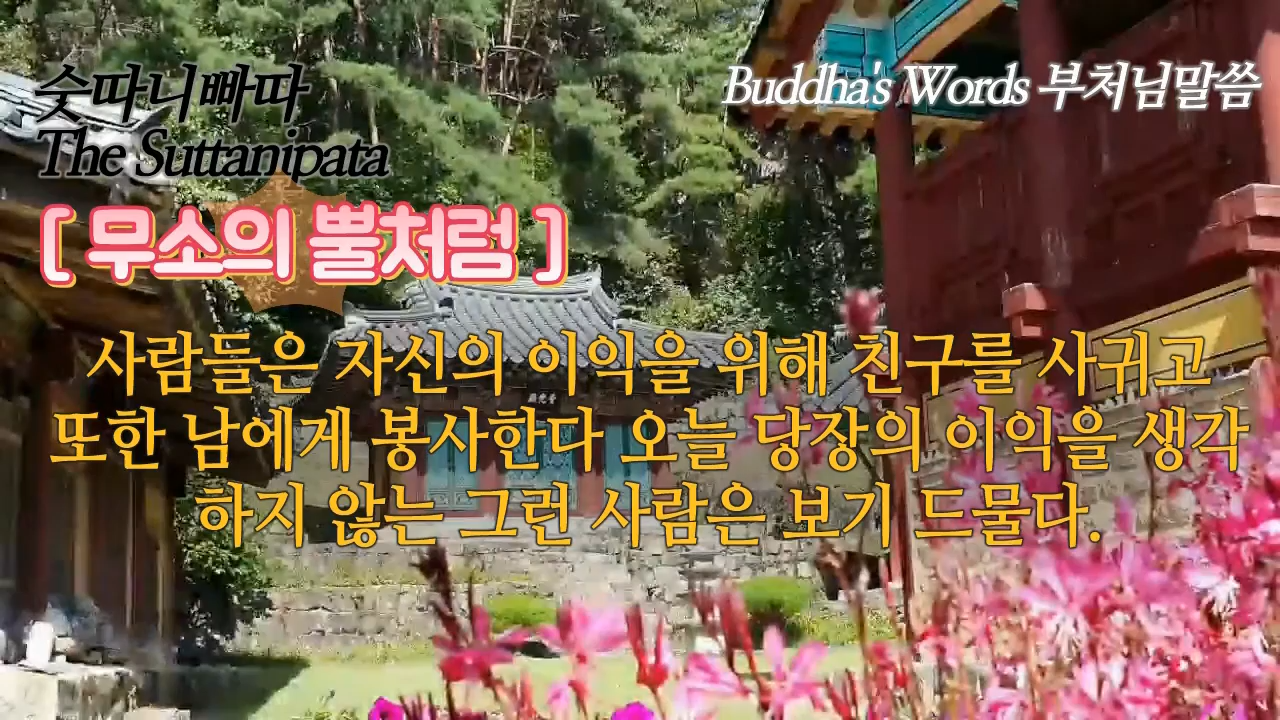 숫따니빠따
The Suttanipata
Buddha's Words 부처님말씀
[ 무소의 뿔처럼 ]
사람들은 자신의 이익을 위해 친구를 사귀고
또한 남에게 봉사한다 오늘 당장의 이익을 생각
하지 않는 그런 사람은 보기 드물다.